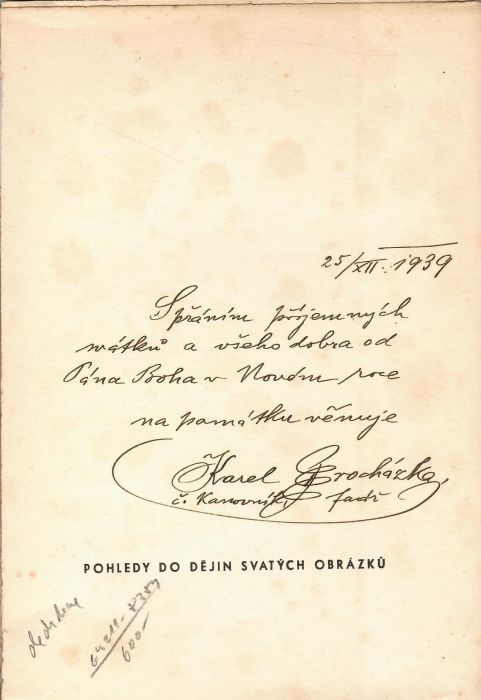 25/XII. 1939
S přáním příjemných
svátků a všeho dobra od
Pána Boha v Novém roce
na památku věnuje
Karel Procházka,
č. kanovník, farář
POHLEDY DO DĚJIN SVATÝCH OBRÁZKŮ
600-